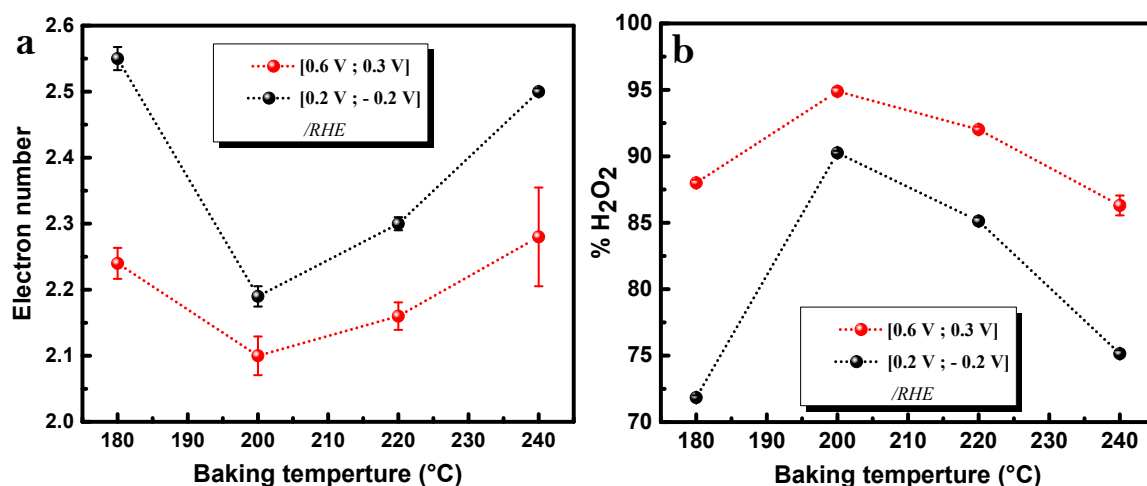 a
2.6
2.5
2.4
2.3
2.2
2.1
2.0
Electron number
[0.6 V ; 0.3 V]
[0.2 V ; - 0.2 V]
/RHE
180 190 200 210 220 230 240
Baking temperture (°C)
b
100
95
90
85
80
75
70
% H₂O₂
[0.6 V ; 0.3 V]
[0.2 V ; - 0.2 V]
/RHE
180 190 200 210 220 230 240
Baking temperture (°C)